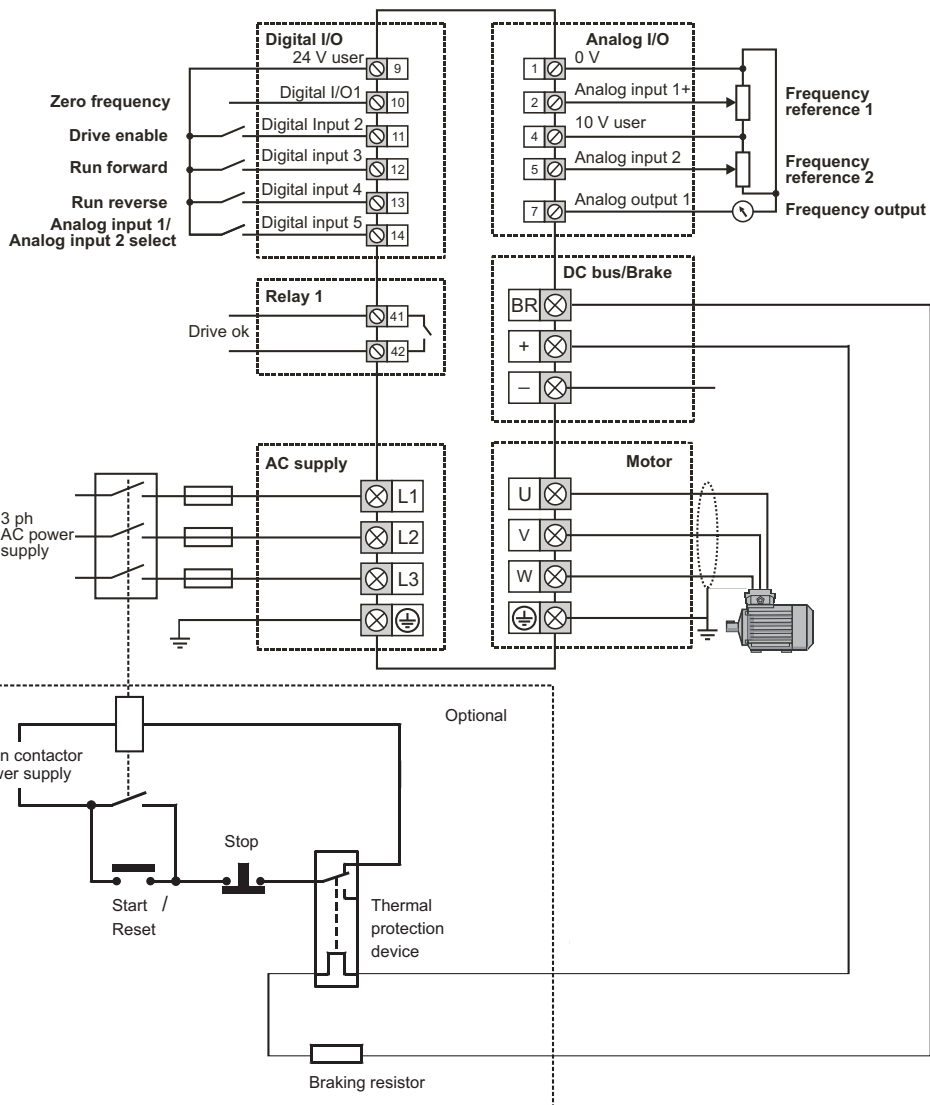 Digital I/O
24 V user
9
Zero frequency
Digital I/O1
10
Drive enable
Digital Input 2
11
Run forward
Digital input 3
12
Run reverse
Digital input 4
13
Analog input 1/
Analog input 2 select
Digital input 5
14
Analog I/O
1
0 V
2
Analog input 1+
Frequency
reference 1
4
10 V user
5
Analog input 2
Frequency
reference 2
7
Analog output 1
Frequency output
Relay 1
Drive ok
41
42
DC bus/Brake
BR
+
–
AC supply
3 ph
AC power
supply
L1
L2
L3
Motor
U
V
W
Optional
n contactor
wer supply
Stop
Start /
Reset
Thermal
protection
device
Braking resistor